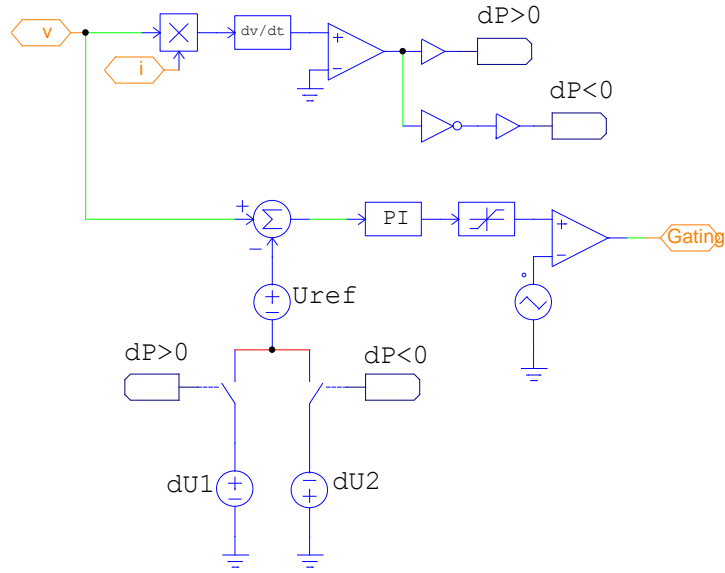 v
i
dv/dt
+
−
dP>0
dP<0
+
−
Σ
PI
+
−
Gating
+
−
Uref
dP>0
dP<0
dU1
+
−
−
+
dU2